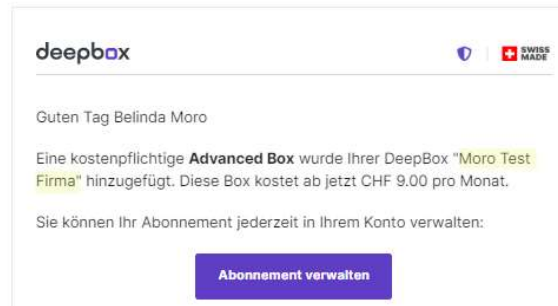 deepbox
SWISS
MADE
Guten Tag Belinda Moro
Eine kostenpflichtige Advanced Box wurde Ihrer DeepBox "Moro Test
Firma" hinzugefügt. Diese Box kostet ab jetzt CHF 9.00 pro Monat.
Sie können Ihr Abonnement jederzeit in Ihrem Konto verwalten:
Abonnement verwalten